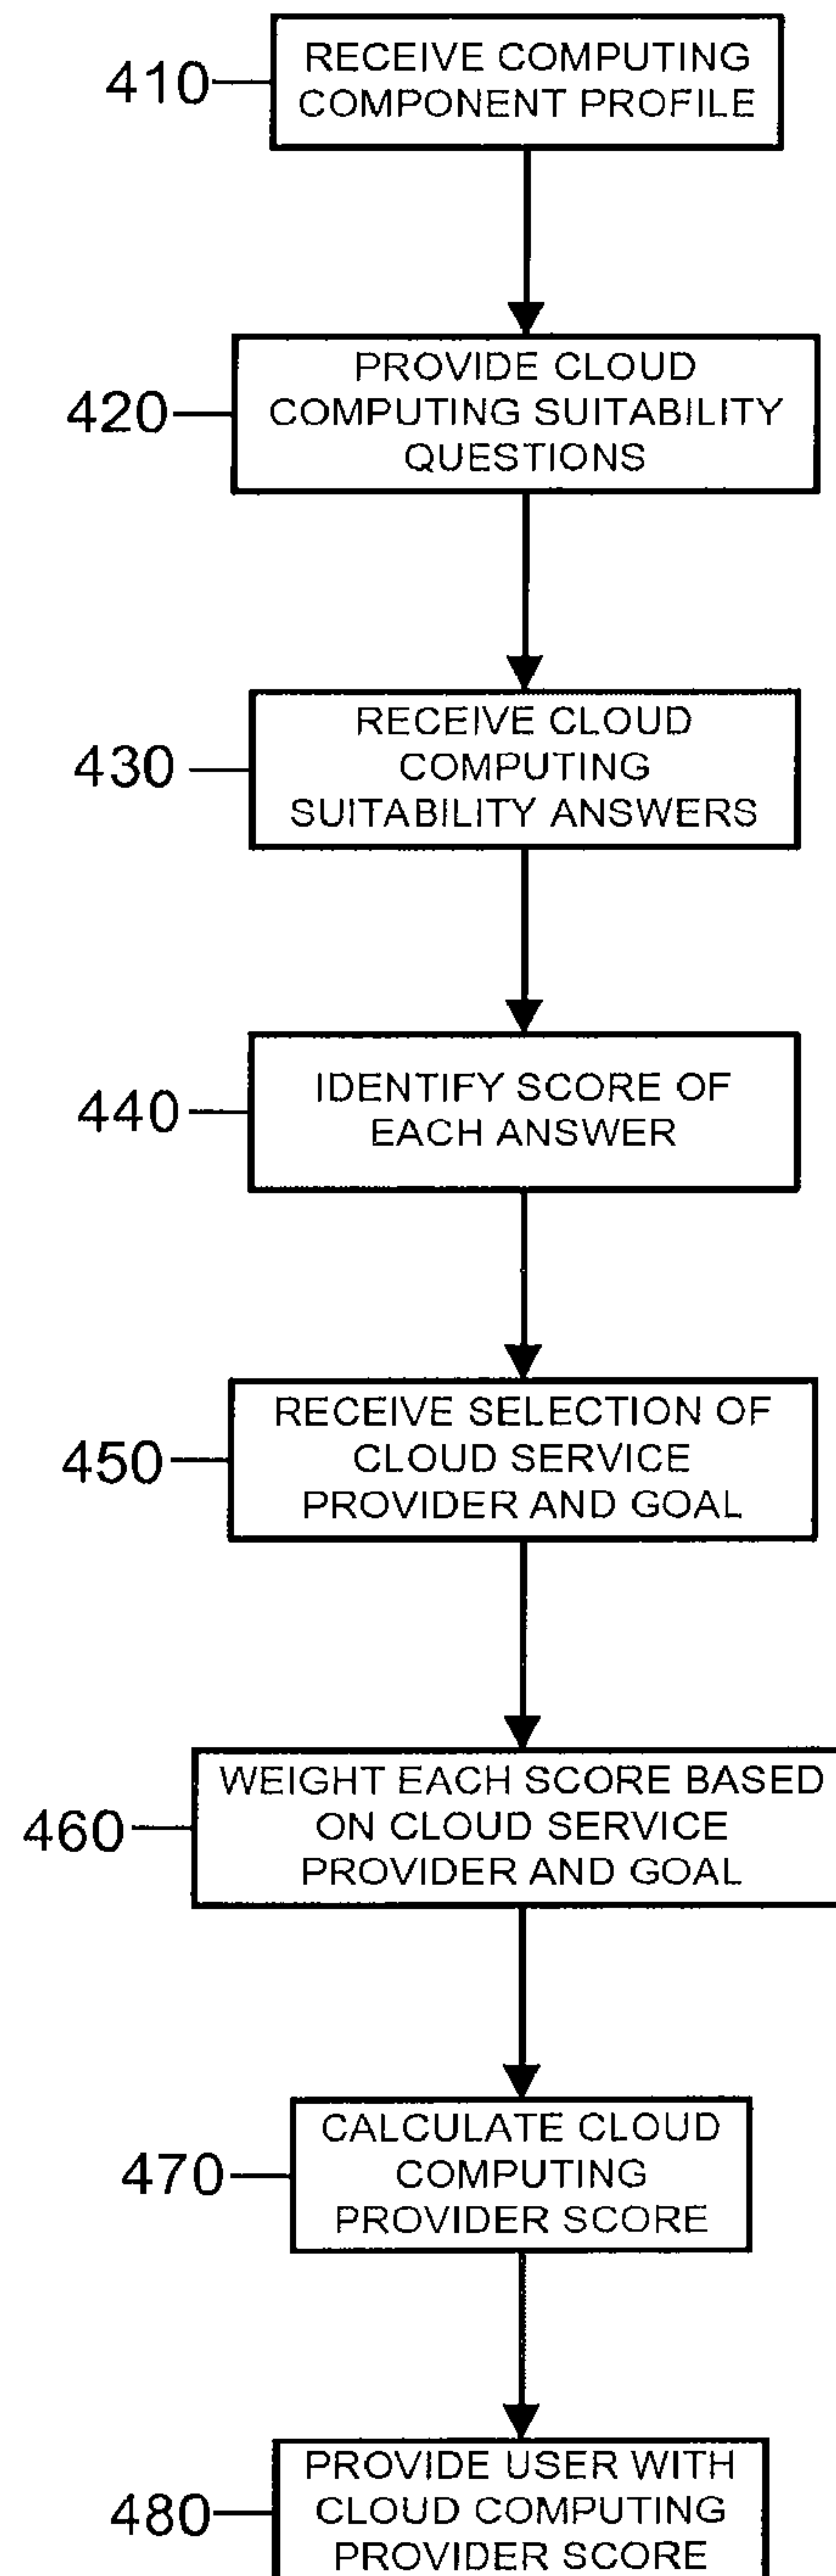 410
RECEIVE COMPUTING
COMPONENT PROFILE
420
PROVIDE CLOUD
COMPUTING SUITABILITY
QUESTIONS
430
RECEIVE CLOUD
COMPUTING
SUITABILITY ANSWERS
440
IDENTIFY SCORE OF
EACH ANSWER
450
RECEIVE SELECTION OF
CLOUD SERVICE
PROVIDER AND GOAL
460
WEIGHT EACH SCORE BASED
ON CLOUD SERVICE
PROVIDER AND GOAL
470
CALCULATE CLOUD
COMPUTING
PROVIDER SCORE
480
PROVIDE USER WITH
CLOUD COMPUTING
PROVIDER SCORE